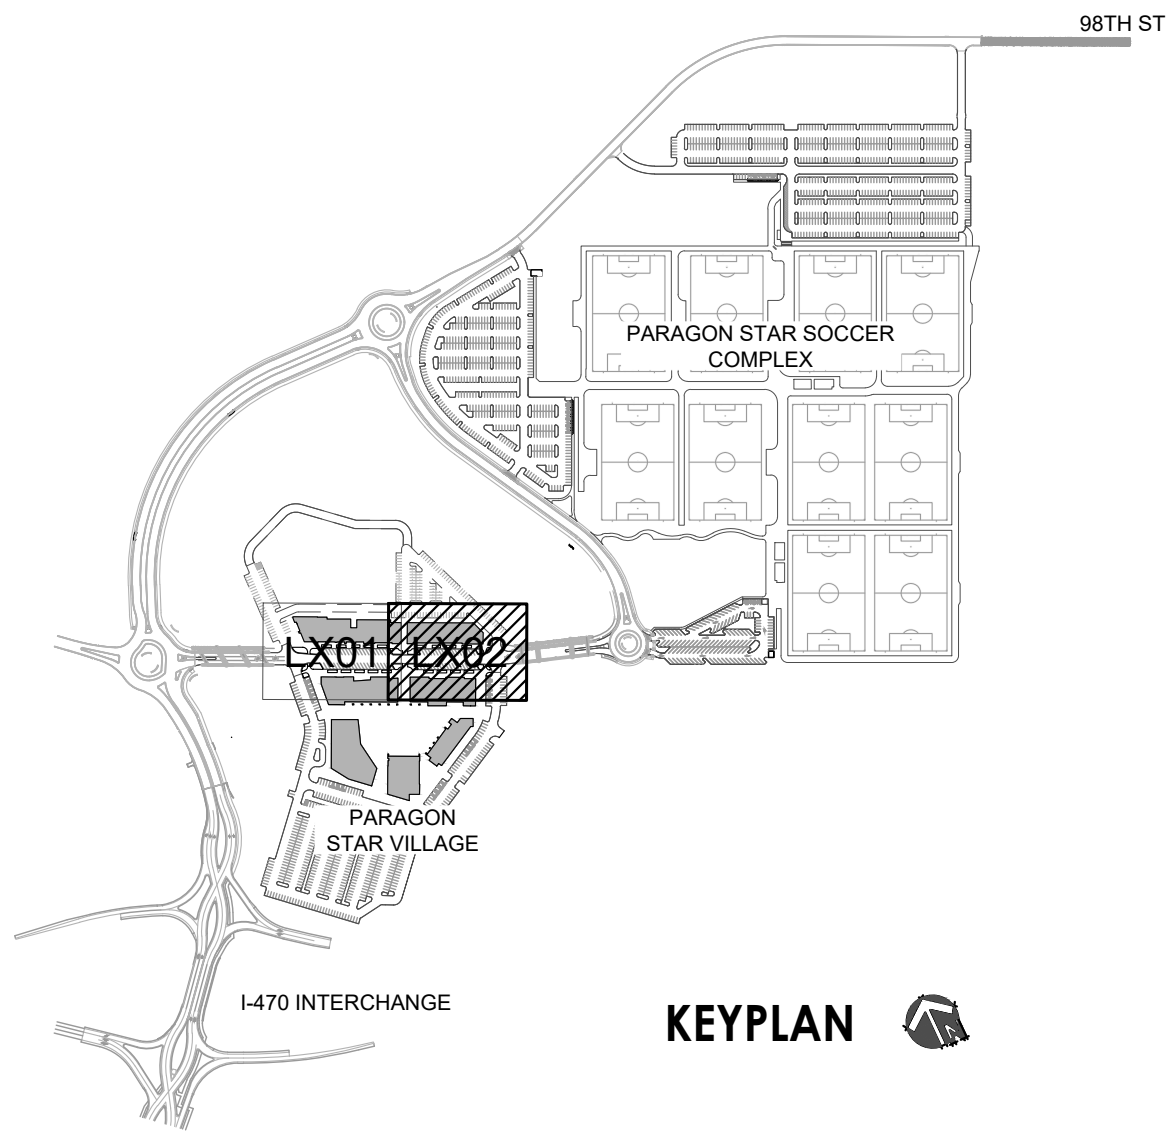 98TH ST
PARAGON STAR SOCCER
COMPLEX
LX01
LX02
PARAGON
STAR VILLAGE
I-470 INTERCHANGE
KEYPLAN